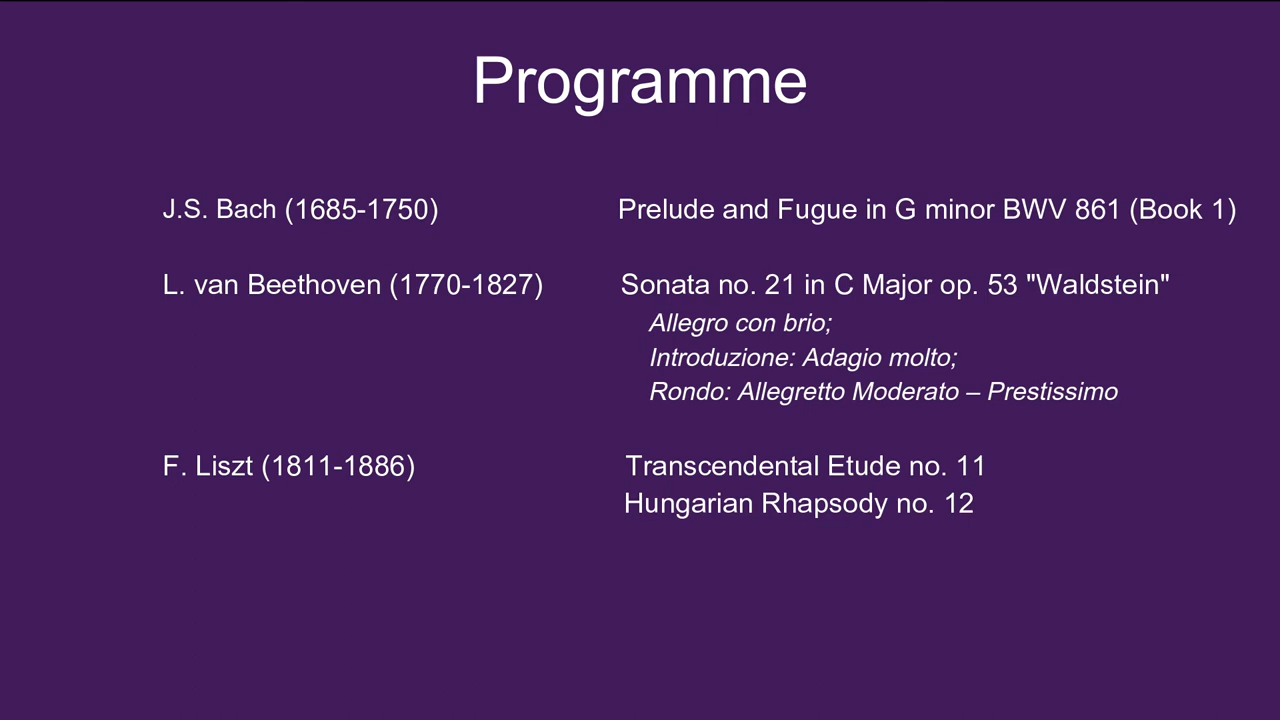 Programme
J.S. Bach (1685-1750) Prelude and Fugue in G minor BWV 861 (Book 1)
L. van Beethoven (1770-1827) Sonata no. 21 in C Major op. 53 "Waldstein"
Allegro con brio;
Introduzione: Adagio molto;
Rondo: Allegretto Moderato – Prestissimo
F. Liszt (1811-1886) Transcendental Etude no. 11
Hungarian Rhapsody no. 12